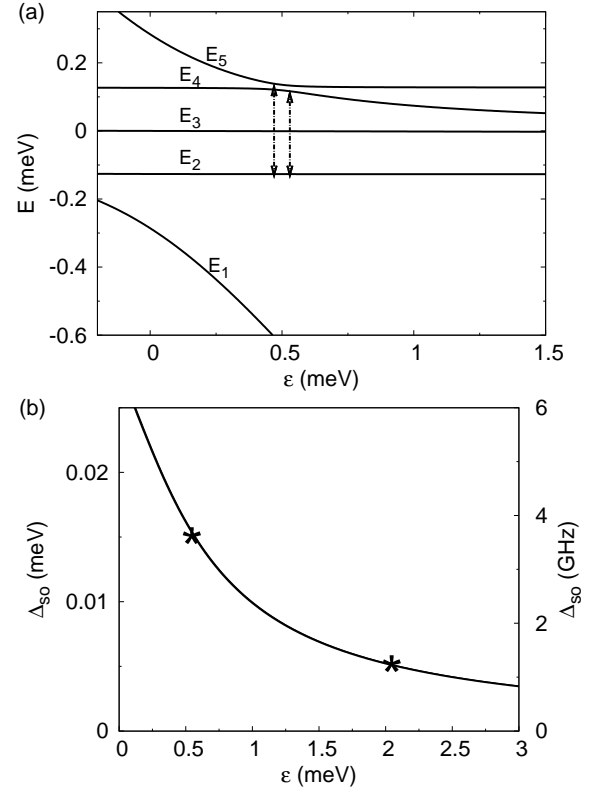 (a)
E5
0.2
E4
E3
0
E2
-0.2
E1
-0.4
-0.6
E (meV)
0 0.5 1 1.5
ε (meV)
(b)
6
0.02
4
0.01
2
0
0
Δso (meV)
Δso (GHz)
0 0.5 1 1.5 2 2.5 3
ε (meV)